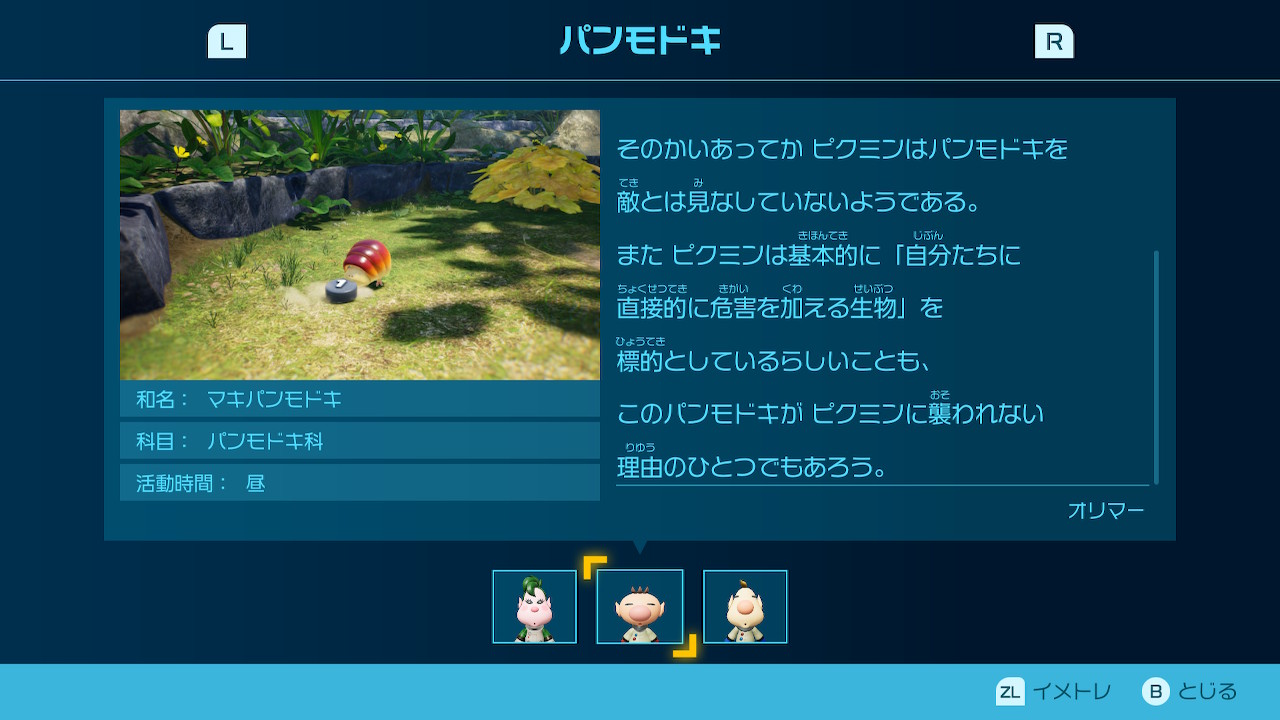 L
パンモドキ
R
そのかいあってか ピクミンはパンモドキを
てき み
敵とは見なしていないようである。
きほんてき じぶん
また ピクミンは基本的に「自分たちに
ちょくせつてき きがい くわ せいぶつ
直接的に危害を加える生物」を
ひょうてき
標的としているらしいことも、
おそ
このパンモドキが ピクミンに襲われない
りゆう
理由のひとつでもあろう。
オリマー
1
和名： マキパンモドキ
科目： パンモドキ科
活動時間： 昼
ZL イメトレ B とじる